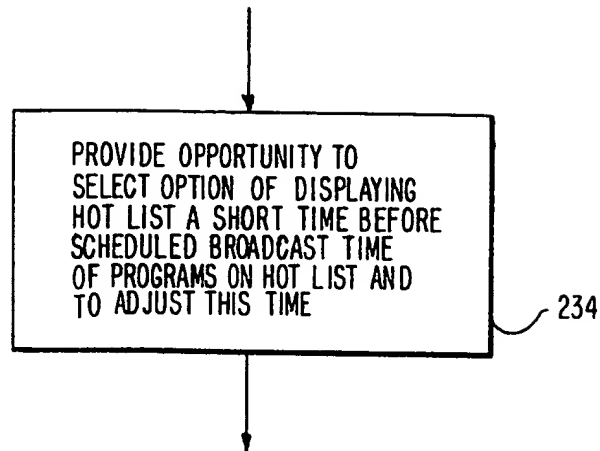 PROVIDE OPPORTUNITY TO
SELECT OPTION OF DISPLAYING
HOT LIST A SHORT TIME BEFORE
SCHEDULED BROADCAST TIME
OF PROGRAMS ON HOT LIST AND
TO ADJUST THIS TIME
234